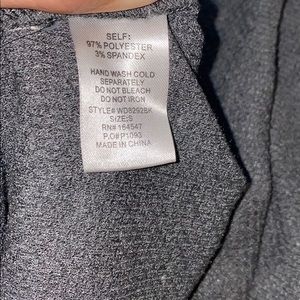 SELF:
97% POLYESTER
3% SPANDEX
HAND WASH COLD
SEPARATELY
DO NOT BLEACH
DO NOT IRON
STYLE# WD8292BK
SIZE:S
RN# 164547
P.O#P1093
MADE IN CHINA